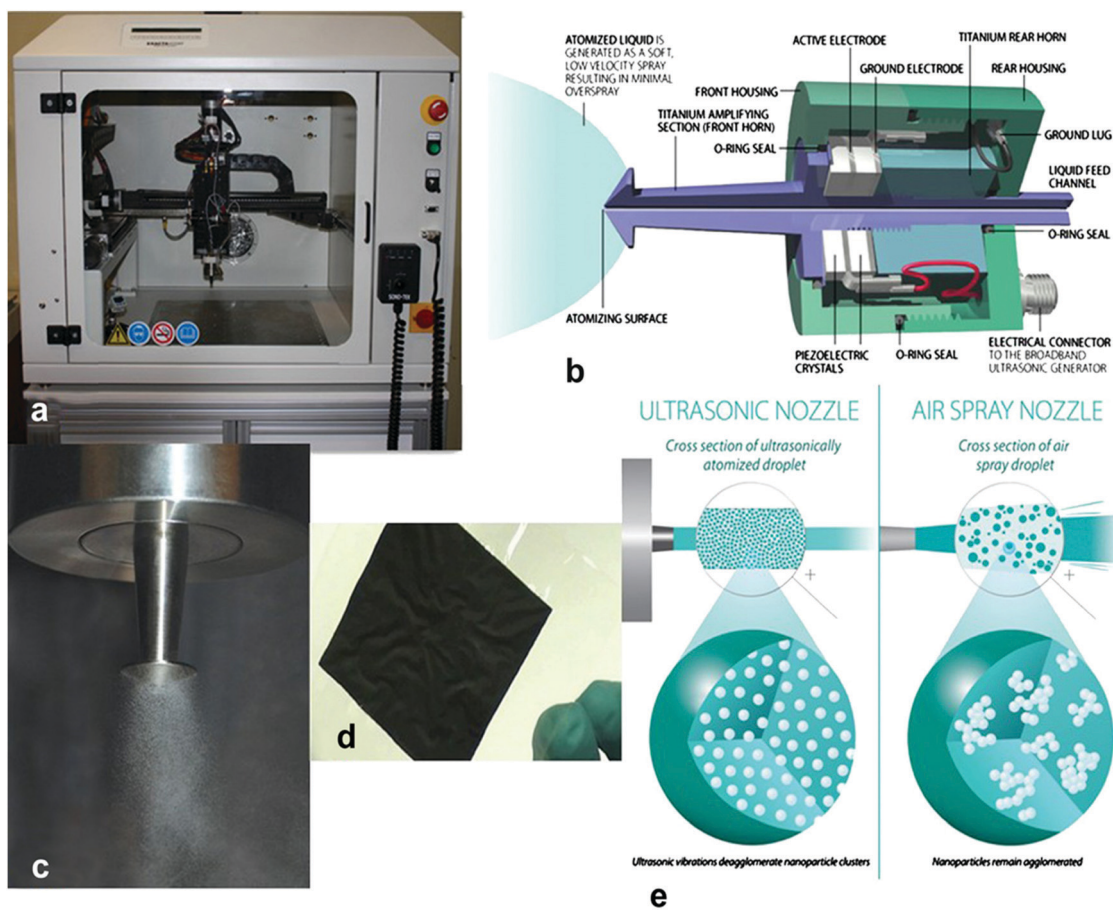 EXACTACOAT
SONO-TEK
a
ATOMIZED LIQUID IS
GENERATED AS A SOFT,
LOW VELOCITY SPRAY
RESULTING IN MINIMAL
OVERSPRAY
ACTIVE ELECTRODE
GROUND ELECTRODE
TITANIUM REAR HORN
REAR HOUSING
FRONT HOUSING
TITANIUM AMPLIFYING
SECTION (FRONT HORN)
O-RING SEAL
GROUND LUG
LIQUID FEED
CHANNEL
O-RING SEAL
ATOMIZING SURFACE
PIEZOELECTRIC
CRYSTALS
O-RING SEAL
ELECTRICAL CONNECTOR
TO THE BROADBAND
ULTRASONIC GENERATOR
b
c
d
ULTRASONIC NOZZLE
Cross section of ultrasonically
atomized droplet
Ultrasonic vibrations deagglomerate nanoparticle clusters
AIR SPRAY NOZZLE
Cross section of air
spray droplet
Nanoparticles remain agglomerated
e